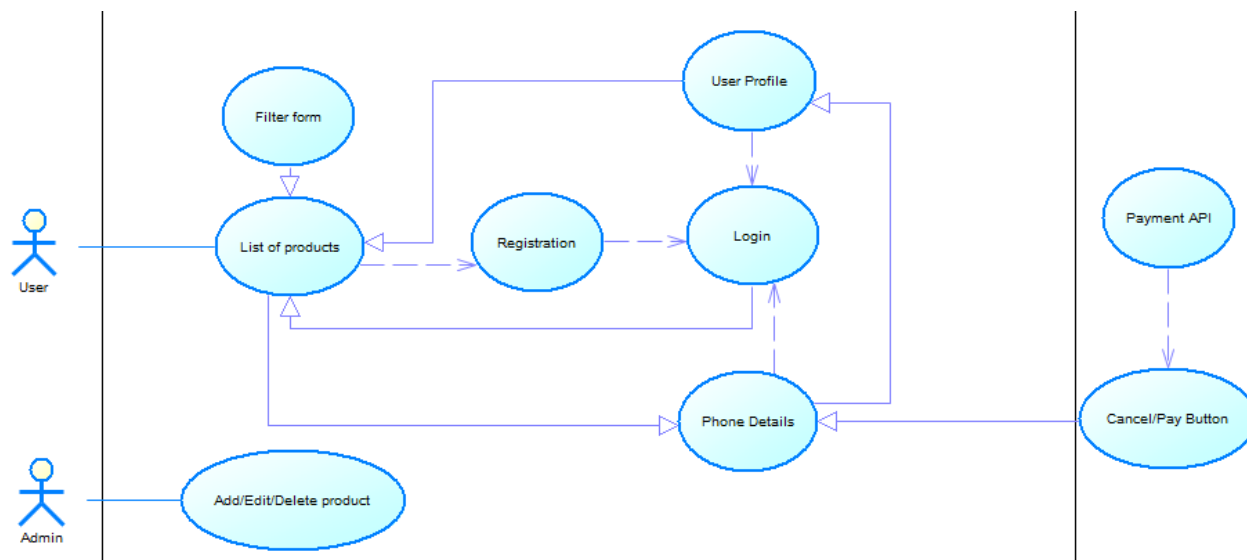 User Profile
Filter form
Payment API
List of products
Registration
Login
User
Phone Details
Cancel/Pay Button
Add/Edit/Delete product
Admin